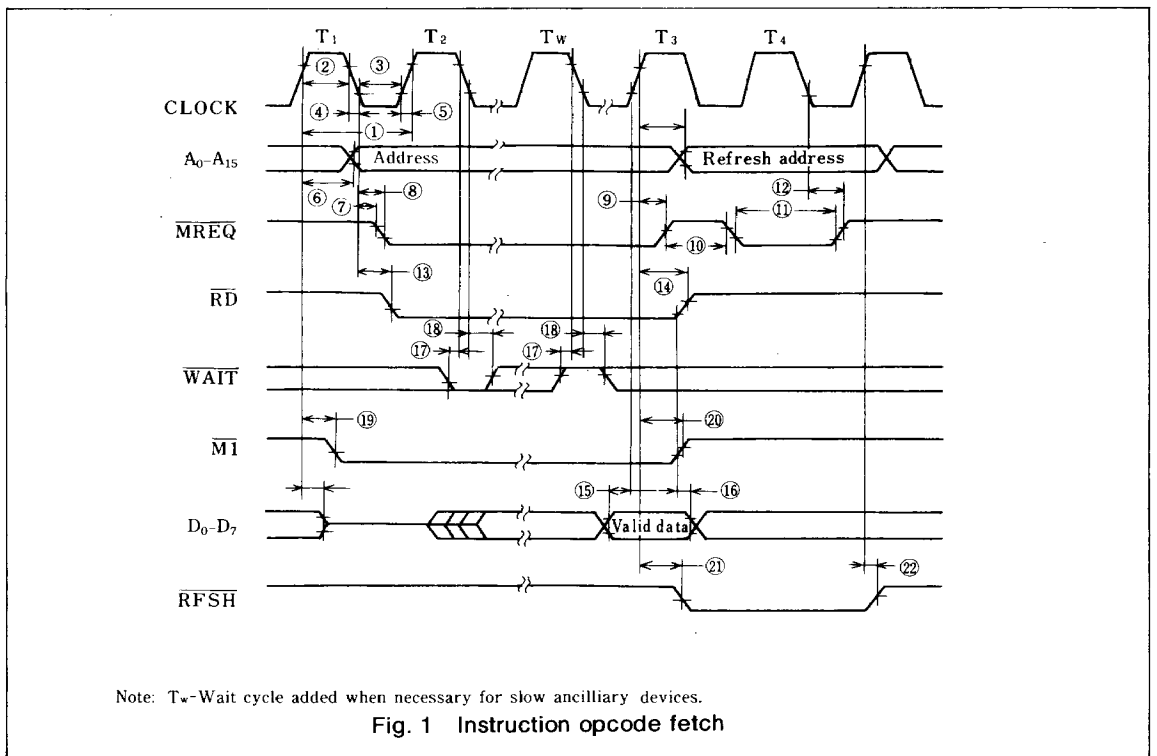 T1 T2 Tw T3 T4
② ③
CLOCK
④ ⑤
①
A0-A15 Address Refresh address
⑥ ⑧ ⑫
⑦ ⑨ ⑪
MREQ
⑩
⑬ ⑭
RD
⑱ ⑱
⑰ ⑰
WAIT
⑲ ⑳
M1
⑮ ⑯
D0-D7 Valid data
㉑ ㉒
RFSH
Note: Tw-Wait cycle added when necessary for slow ancilliary devices.
Fig. 1 Instruction opcode fetch